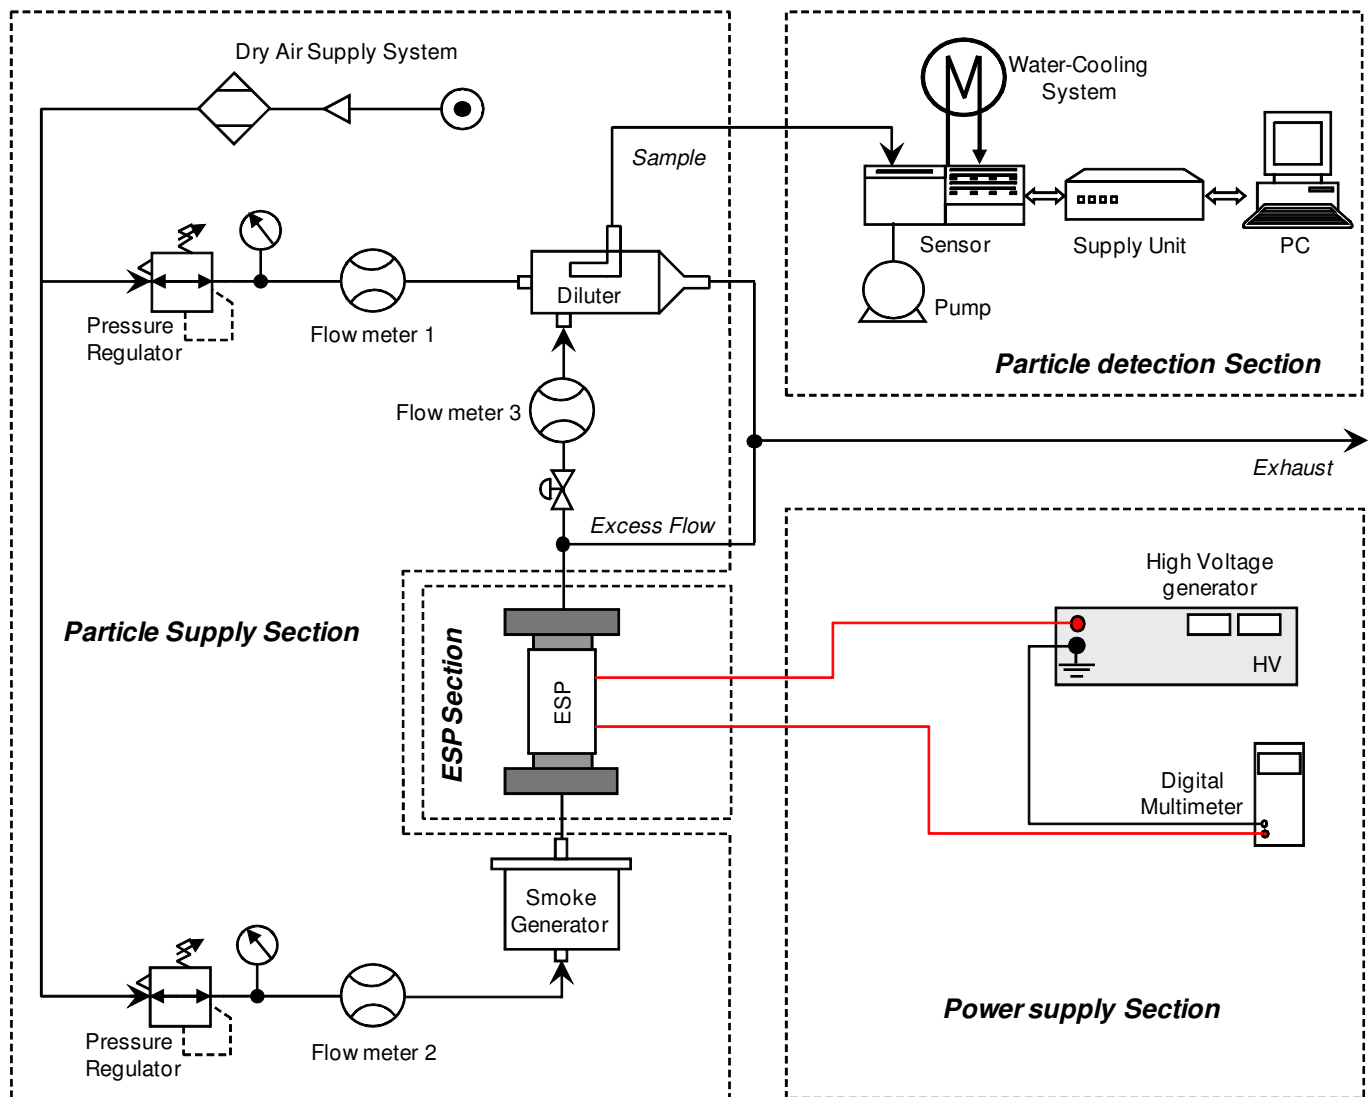 Dry Air Supply System
Water-Cooling
System
Sample
Sensor
Supply Unit
PC
Diluter
Pump
Pressure
Regulator
Flow meter 1
Particle detection Section
Flow meter 3
Exhaust
Excess Flow
High Voltage
generator
HV
Particle Supply Section
ESP Section
ESP
Digital
Multimeter
Smoke
Generator
Power supply Section
Pressure
Regulator
Flow meter 2